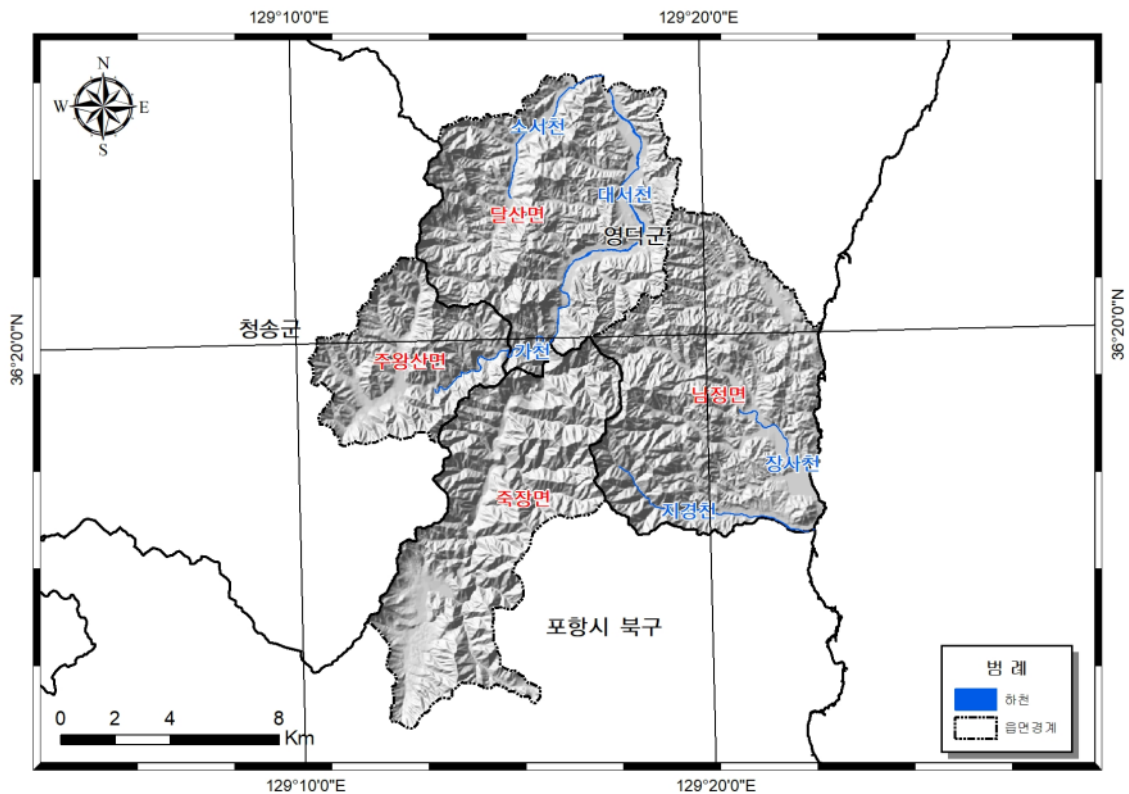 129°10'0"E
129°20'0"E
N
W
E
S
소서천
대서천
달산면
영덕군
36°20'0"N
청송군
36°20'0"N
주왕산면
가천
남정면
장사천
죽장면
지경천
포항시 북구
범 례
하천
읍면경계
0 2 4 8
Km
129°10'0"E
129°20'0"E